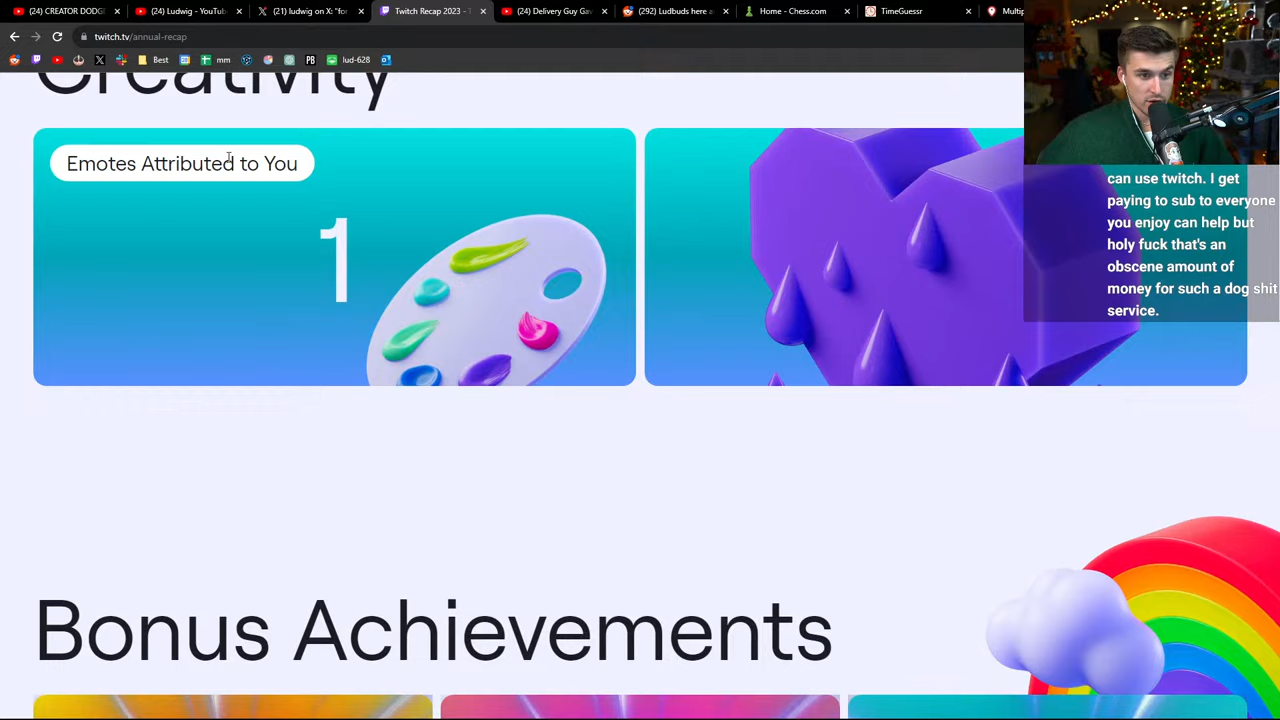 (24) CREATOR DODG
(24) Ludwig - YouTube
(21) ludwig on X: "for
Twitch Recap 2023 - T
(24) Delivery Guy Gav
(292) Ludbuds here a
Home - Chess.com
TimeGuessr
Multip
twitch.tv/annual-recap
Best
mm
PB
lud-628
Creativity
Emotes Attributed to You
1
can use twitch. I get
paying to sub to everyone
you enjoy can help but
holy fuck that's an
obscene amount of
money for such a dog shit
service.
Bonus Achievements